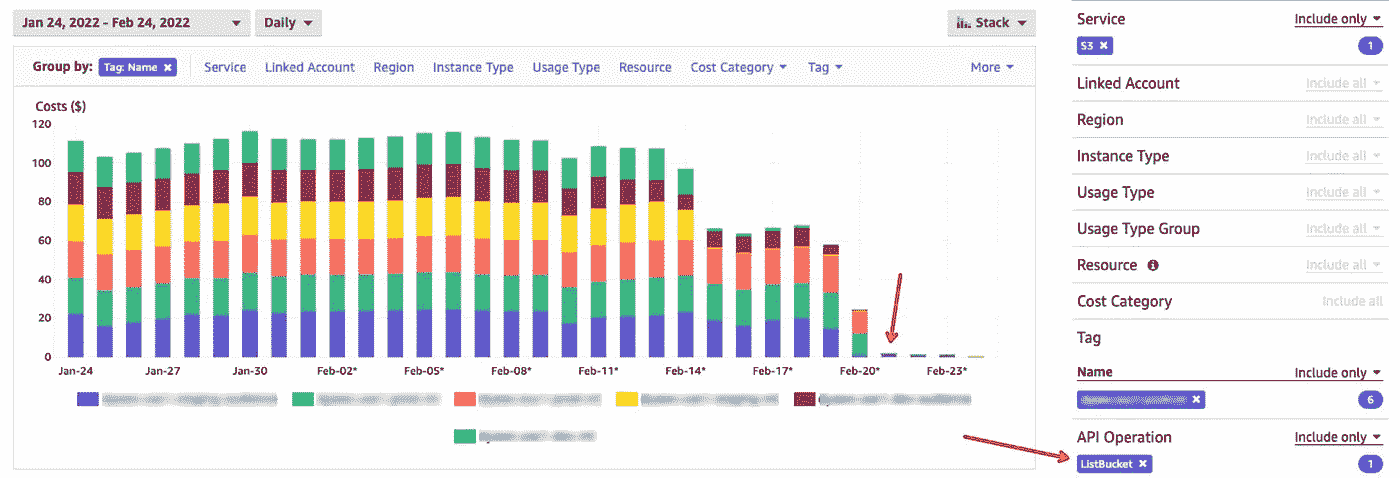 Jan 24, 2022 - Feb 24, 2022 Daily Stack
Group by: Tag: Name × Service Linked Account Region Instance Type Usage Type Resource Cost Category Tag More
Costs ($)
120
100
80
60
40
20
0
Jan-24 Jan-27 Jan-30 Feb-02* Feb-05* Feb-08* Feb-11* Feb-14* Feb-17* Feb-20* Feb-23*
Service Include only
S3 × 1
Linked Account Include all
Region Include all
Instance Type Include all
Usage Type Include all
Usage Type Group Include all
Resource Include all
Cost Category Include all
Tag
Name Include only
× 6
API Operation Include only
ListBucket × 1